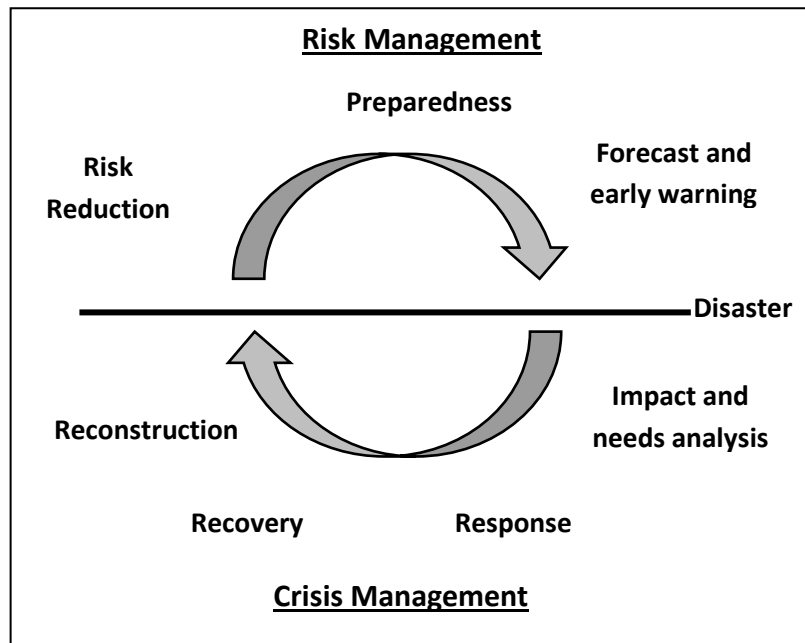 Risk Management
Preparedness
Risk
Reduction
Forecast and
early warning
Disaster
Reconstruction
Impact and
needs analysis
Recovery
Response
Crisis Management